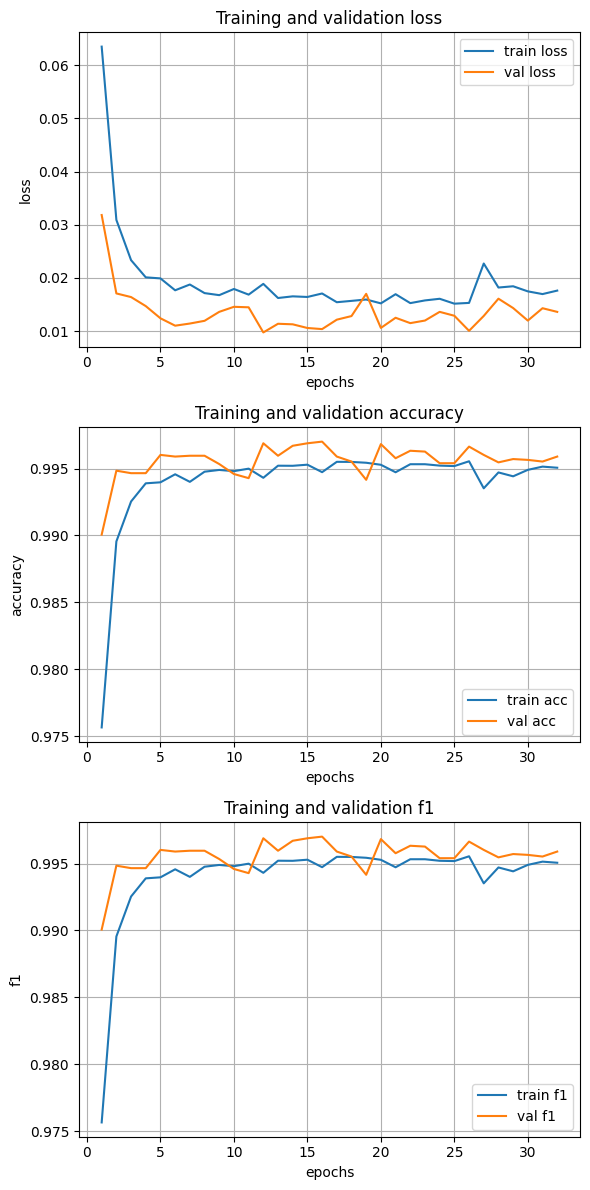 Training and validation loss
train loss
val loss
0.06
0.05
0.04
0.03
0.02
0.01
loss
0 5 10 15 20 25 30
epochs
Training and validation accuracy
0.995
0.990
0.985
0.980
0.975
accuracy
train acc
val acc
0 5 10 15 20 25 30
epochs
Training and validation f1
0.995
0.990
0.985
0.980
0.975
f1
train f1
val f1
0 5 10 15 20 25 30
epochs